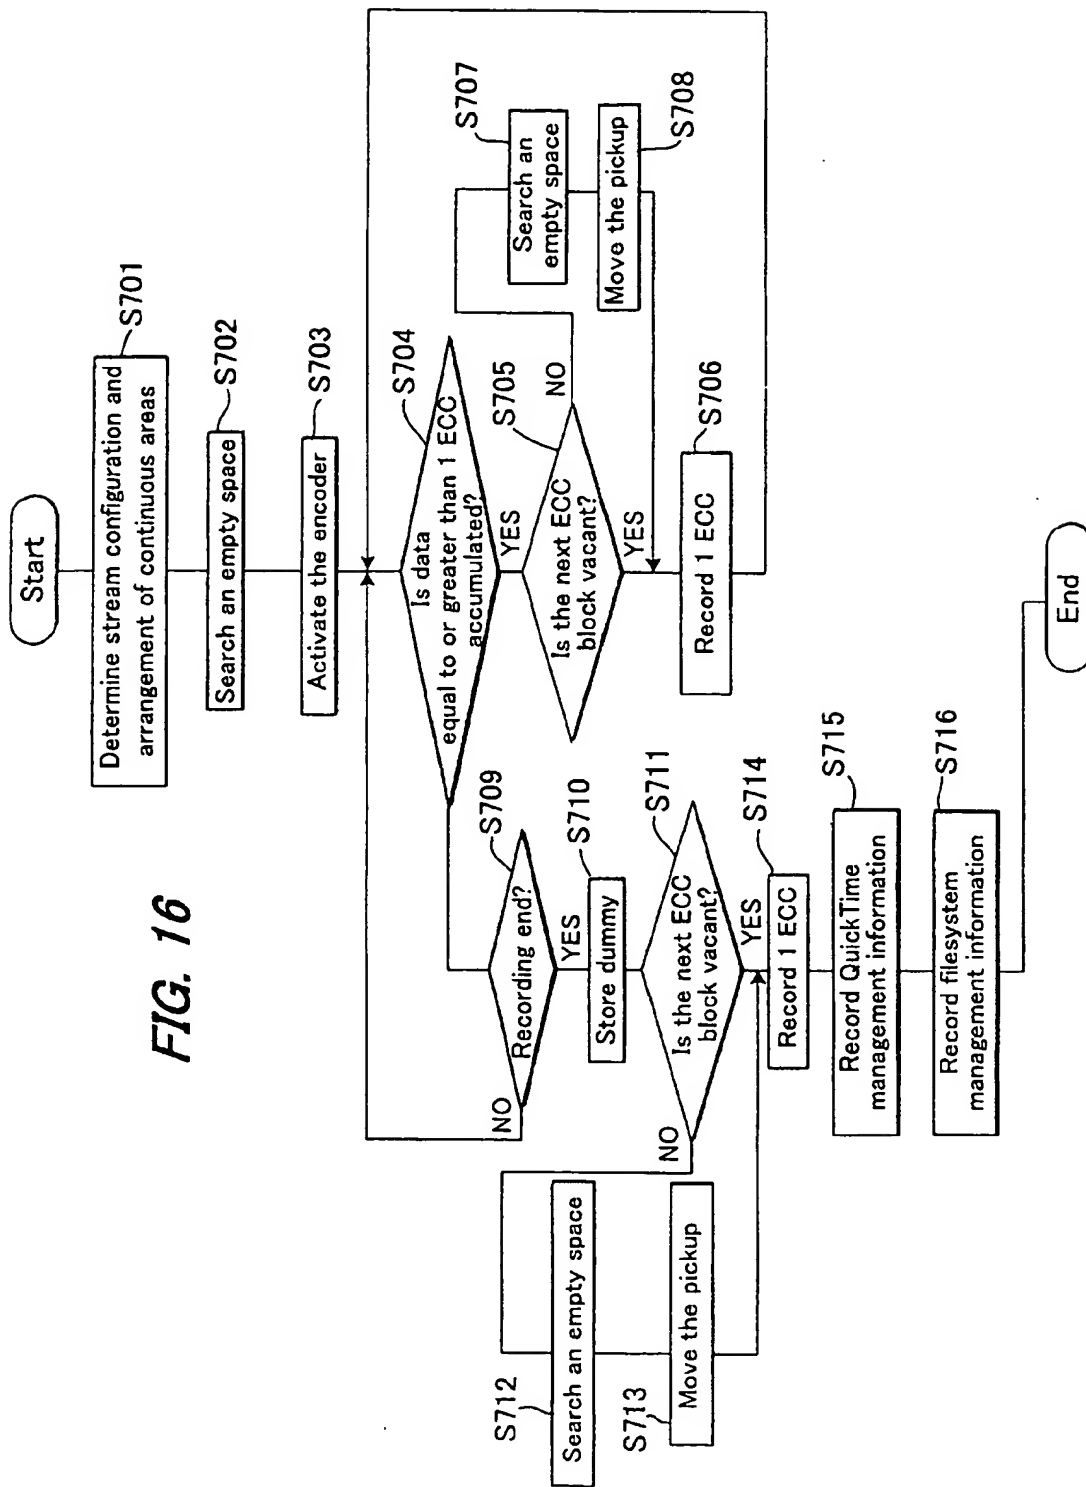 FIG. 16
Start
Determine stream configuration and
arrangement of continuous areas
S701
Search an empty space
S702
Activate the encoder
S703
Is data
equal to or greater than 1 ECC
accumulated?
S704
YES
Is the next ECC
block vacant?
S705
NO
YES
Search an
empty space
S707
Move the pickup
S708
Record 1 ECC
S706
Recording end?
S709
NO
YES
Store dummy
S710
Is the next ECC
block vacant?
S711
NO
YES
Search an empty space
S712
Move the pickup
S713
Record 1 ECC
S714
Record QuickTime
management information
S715
Record filesystem
management information
S716
End